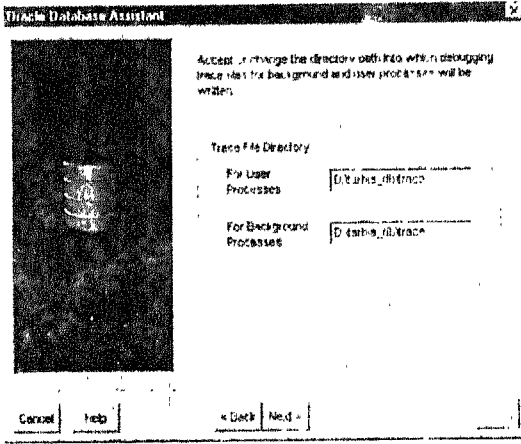 Oracle Database Assistant
Accept or change the directory path into which debugging
trace files for background and user processes will be
written.
Trace File Directory
For User
Processes
For Background
Processes
Cancel
Help
< Back
Next >